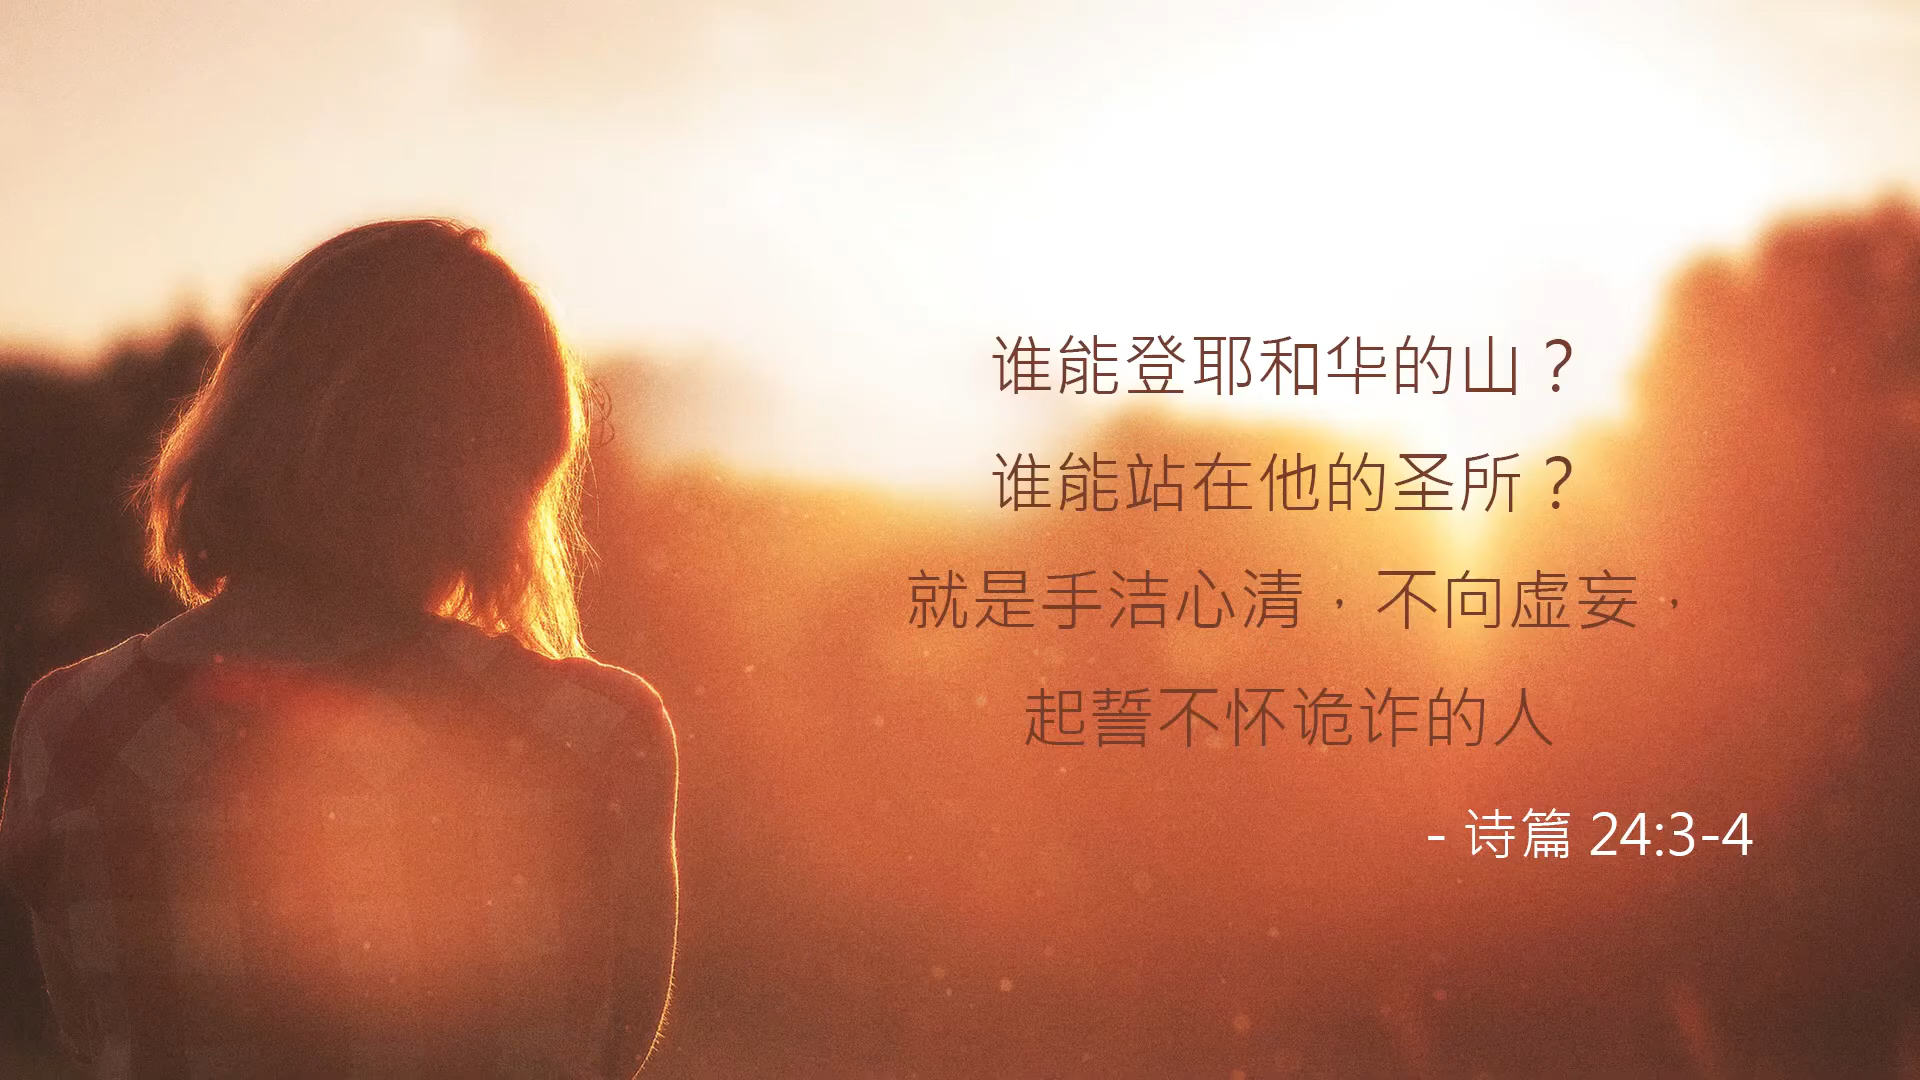 谁能登耶和华的山？
谁能站在他的圣所？
就是手洁心清，不向虚妄，
起誓不怀诡诈的人
- 诗篇 24:3-4